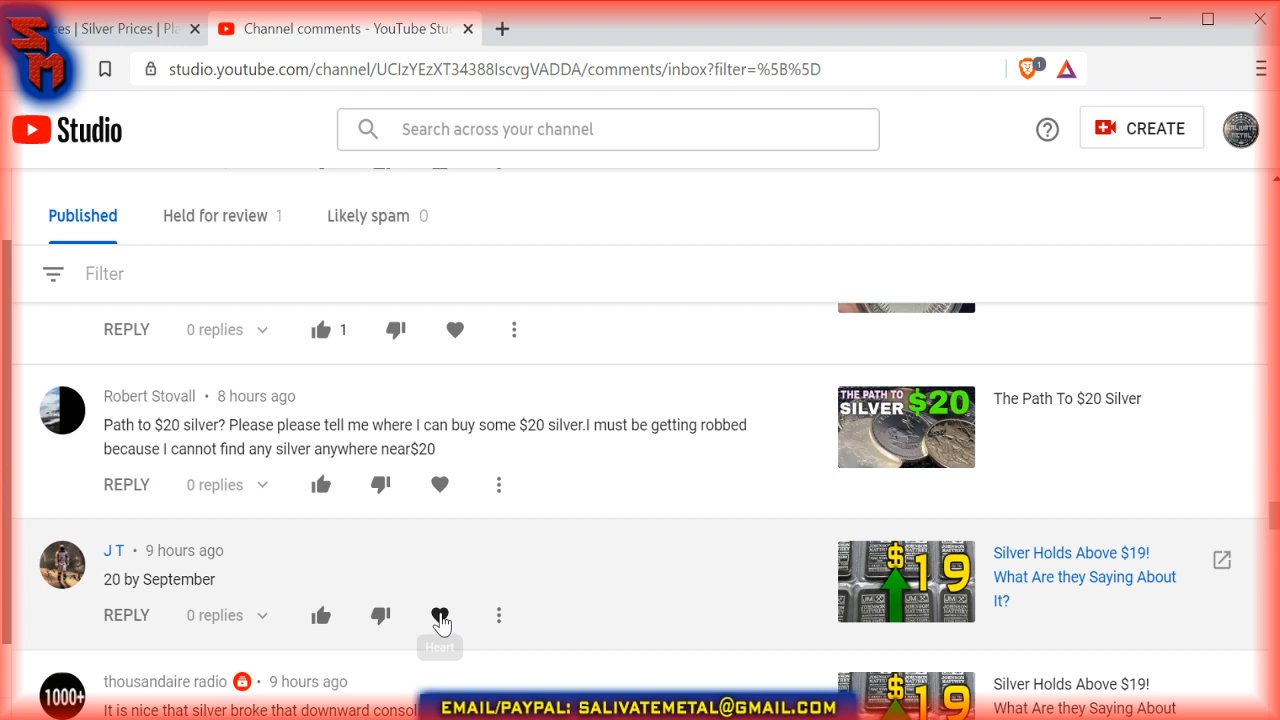 SM
ces | Silver Prices | Pla
Channel comments - YouTube Stu
studio.youtube.com/channel/UCIzYEzXT34388IscvgVADDA/comments/inbox?filter=%5B%5D
1
Studio
Search across your channel
CREATE
Published
Held for review 1
Likely spam 0
Filter
REPLY 0 replies 1
Robert Stovall • 8 hours ago
Path to $20 silver? Please please tell me where I can buy some $20 silver.I must be getting robbed
because I cannot find any silver anywhere near$20
REPLY 0 replies
THE PATH TO
SILVER $20
The Path To $20 Silver
J T • 9 hours ago
20 by September
REPLY 0 replies
Heart
$19
Silver Holds Above $19!
What Are they Saying About
It?
1000+
thousandaire radio • 9 hours ago
It is nice the silver broke that downward consol
$19
Silver Holds Above $19!
What Are they Saying About
EMAIL/PAYPAL: SALIVATEMETAL@GMAIL.COM